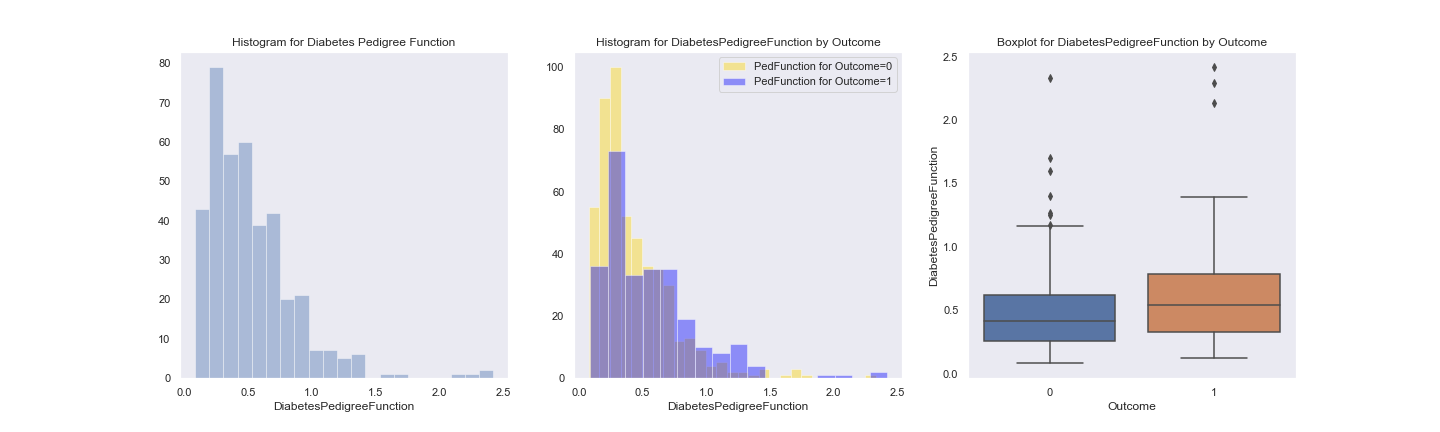 Histogram for Diabetes Pedigree Function
80
70
60
50
40
30
20
10
0
0.0 0.5 1.0 1.5 2.0 2.5
DiabetesPedigreeFunction
Histogram for DiabetesPedigreeFunction by Outcome
PedFunction for Outcome=0
PedFunction for Outcome=1
100
80
60
40
20
0
0.0 0.5 1.0 1.5 2.0 2.5
DiabetesPedigreeFunction
Boxplot for DiabetesPedigreeFunction by Outcome
DiabetesPedigreeFunction
2.5
2.0
1.5
1.0
0.5
0.0
0 1
Outcome